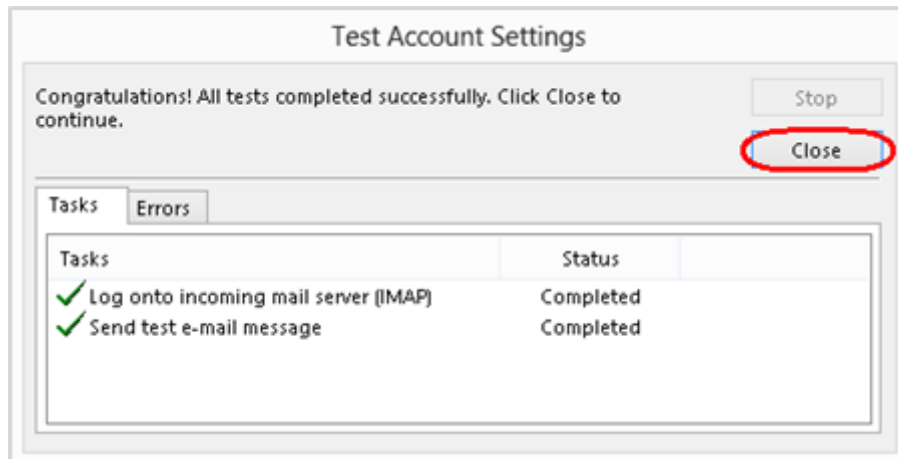 Test Account Settings
Congratulations! All tests completed successfully. Click Close to
continue.
Stop
Close
Tasks Errors
Tasks Status
Log onto incoming mail server (IMAP) Completed
Send test e-mail message Completed